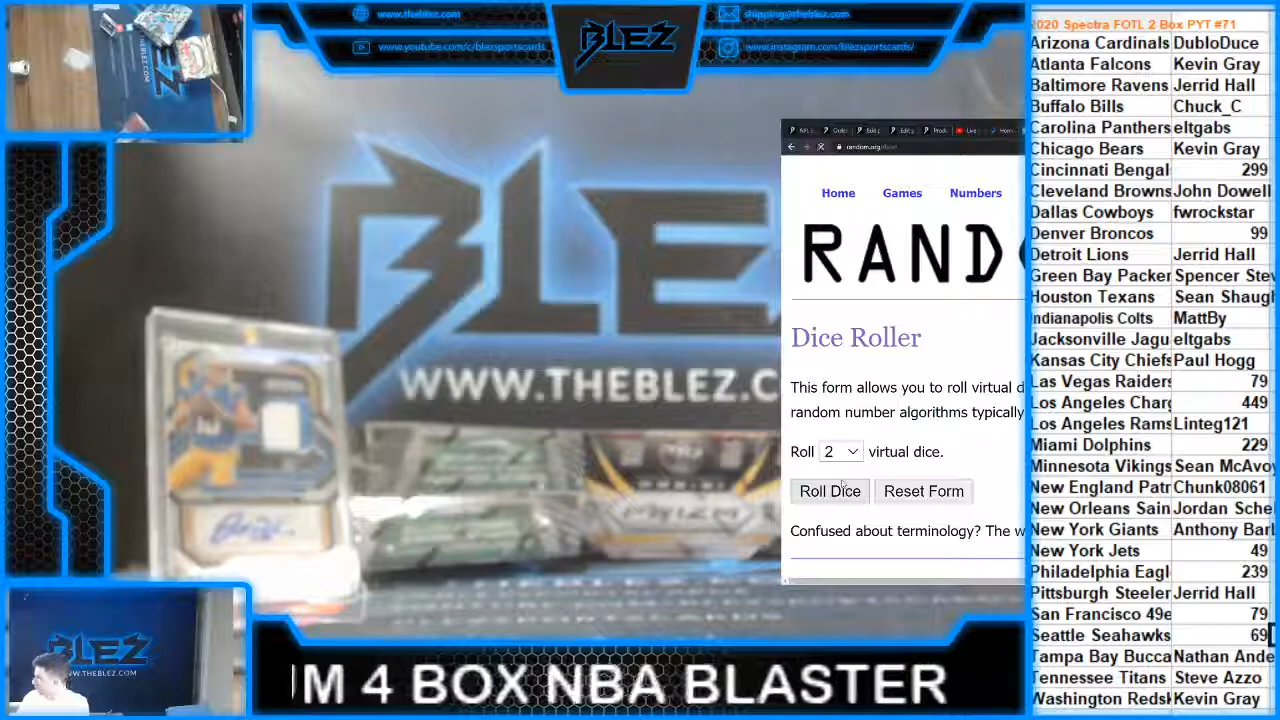 www.theblez.com
shipping@theblez.com
www.youtube.com/c/blezsportscards/
www.instagram.com/blezsportscards/
BLEZ
BLE
WWW.THEBLEZ.C
random.org/dice/
Home Games Numbers
RAND
Dice Roller
This form allows you to roll virtual d
random number algorithms typically
Roll 2 virtual dice.
Roll Dice Reset Form
Confused about terminology? The w
2020 Spectra FOTL 2 Box PYT #71
Arizona Cardinals DubloDuce
Atlanta Falcons Kevin Gray
Baltimore Ravens Jerrid Hall
Buffalo Bills Chuck_C
Carolina Panthers eltgabs
Chicago Bears Kevin Gray
Cincinnati Bengal 299
Cleveland Browns John Dowell
Dallas Cowboys fwrockstar
Denver Broncos 99
Detroit Lions Jerrid Hall
Green Bay Packer Spencer Stev
Houston Texans Sean Shaugl
Indianapolis Colts MattBy
Jacksonville Jagu eltgabs
Kansas City Chiefs Paul Hogg
Las Vegas Raiders 79
Los Angeles Charg 449
Los Angeles Rams Linteg121
Miami Dolphins 229
Minnesota Vikings Sean McAvoy
New England Patr Chunk08061
New Orleans Sain Jordan Sche
New York Giants Anthony Barl
New York Jets 49
Philadelphia Eagl 239
Pittsburgh Steeler Jerrid Hall
San Francisco 49e 79
Seattle Seahawks 69
Tampa Bay Bucca Nathan Ande
Tennessee Titans Steve Azzo
Washington Redsk Kevin Gray
BLEZ
WWW.THEBLEZ.COM
IM 4 BOX NBA BLASTER